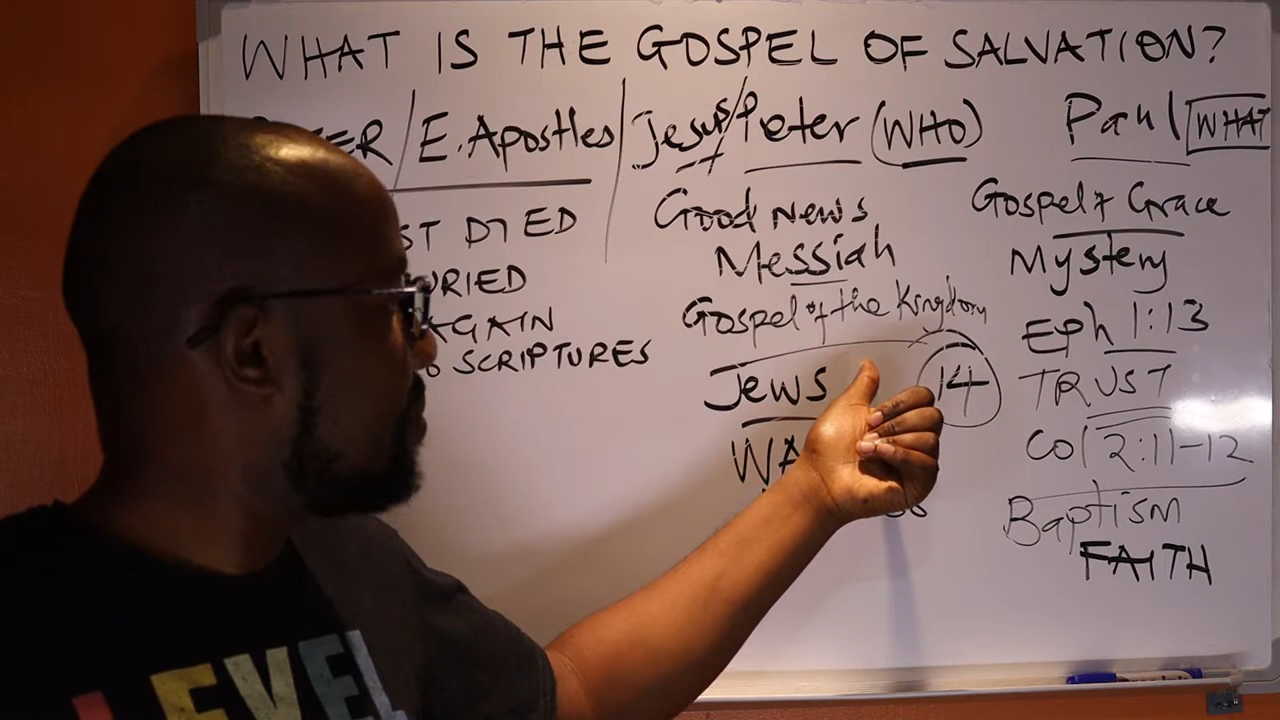 WHAT IS THE GOSPEL OF SALVATION?
/ E. Apostles / Jesus / Peter (WHO) Paul WHAT
ST DIED
URIED
AGAIN
SCRIPTURES
Good News
Messiah
Gospel of the Kingdom
Jews 14
WA
Gospel of Grace
Mystery
Eph 1:13
TRUST
Col 2:11-12
Baptism
FAITH
LEVEL